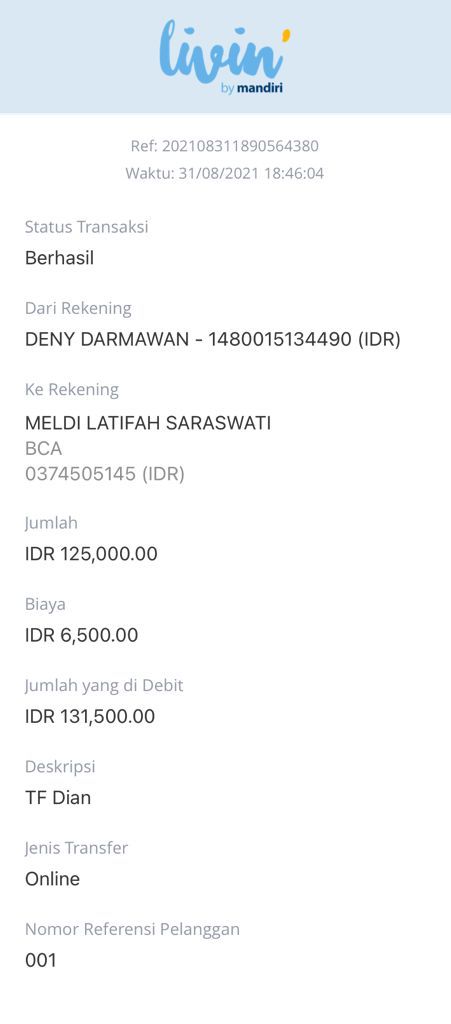 livin'
by mandiri
Ref: 202108311890564380
Waktu: 31/08/2021 18:46:04
Status Transaksi
Berhasil
Dari Rekening
DENY DARMAWAN - 1480015134490 (IDR)
Ke Rekening
MELDI LATIFAH SARASWATI
BCA
0374505145 (IDR)
Jumlah
IDR 125,000.00
Biaya
IDR 6,500.00
Jumlah yang di Debit
IDR 131,500.00
Deskripsi
TF Dian
Jenis Transfer
Online
Nomor Referensi Pelanggan
001